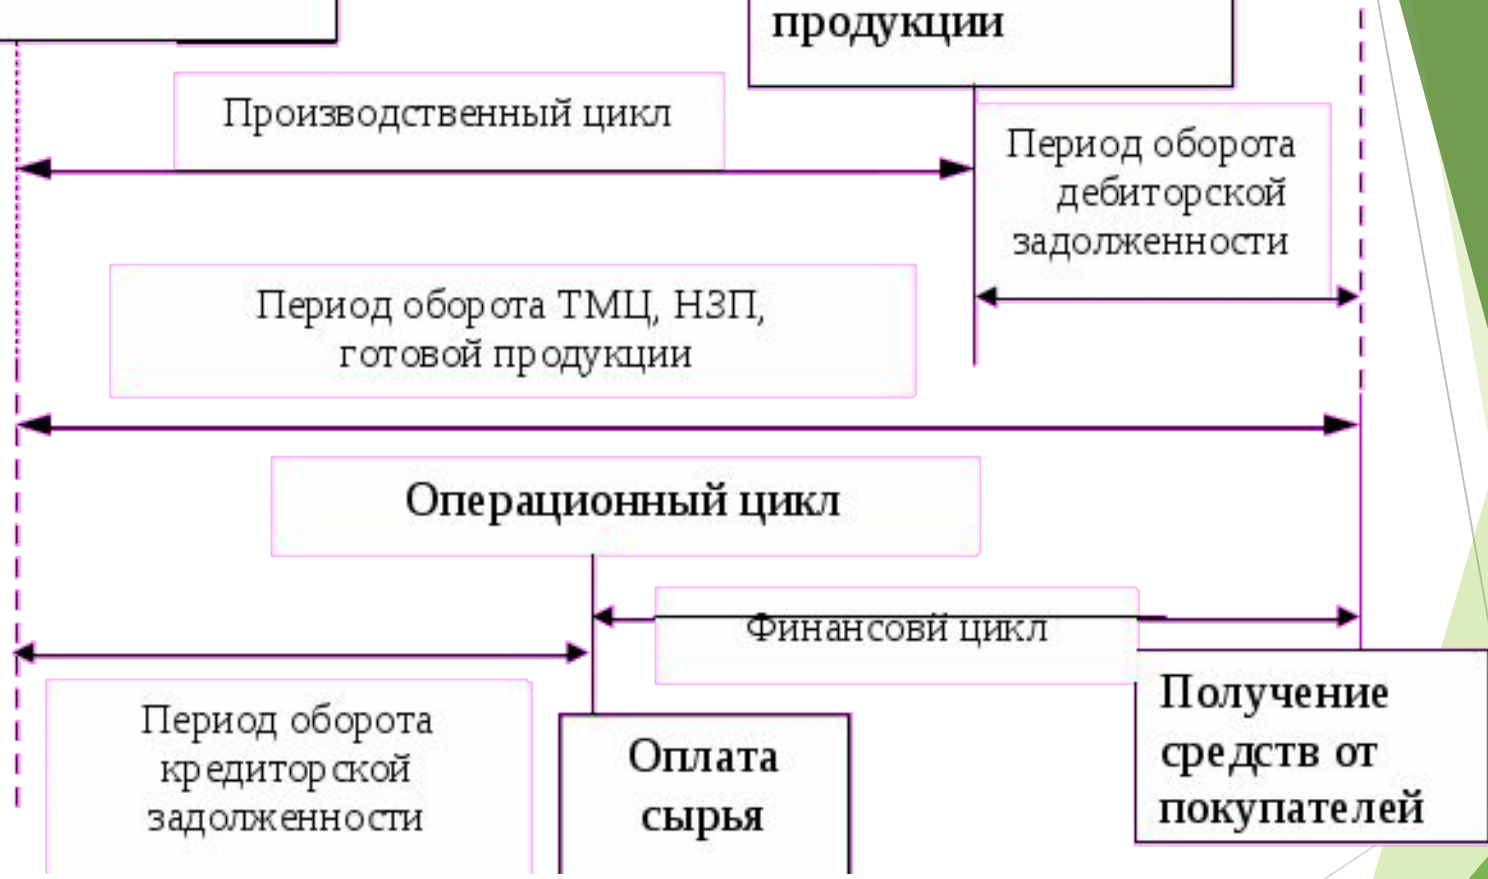 продукции
Производственный цикл
Период оборота
дебиторской
задолженности
Период оборота ТМЦ, НЗП,
готовой продукции
Операционный цикл
Финансовй цикл
Период оборота
кредиторской
задолженности
Оплата
сырья
Получение
средств от
покупателей